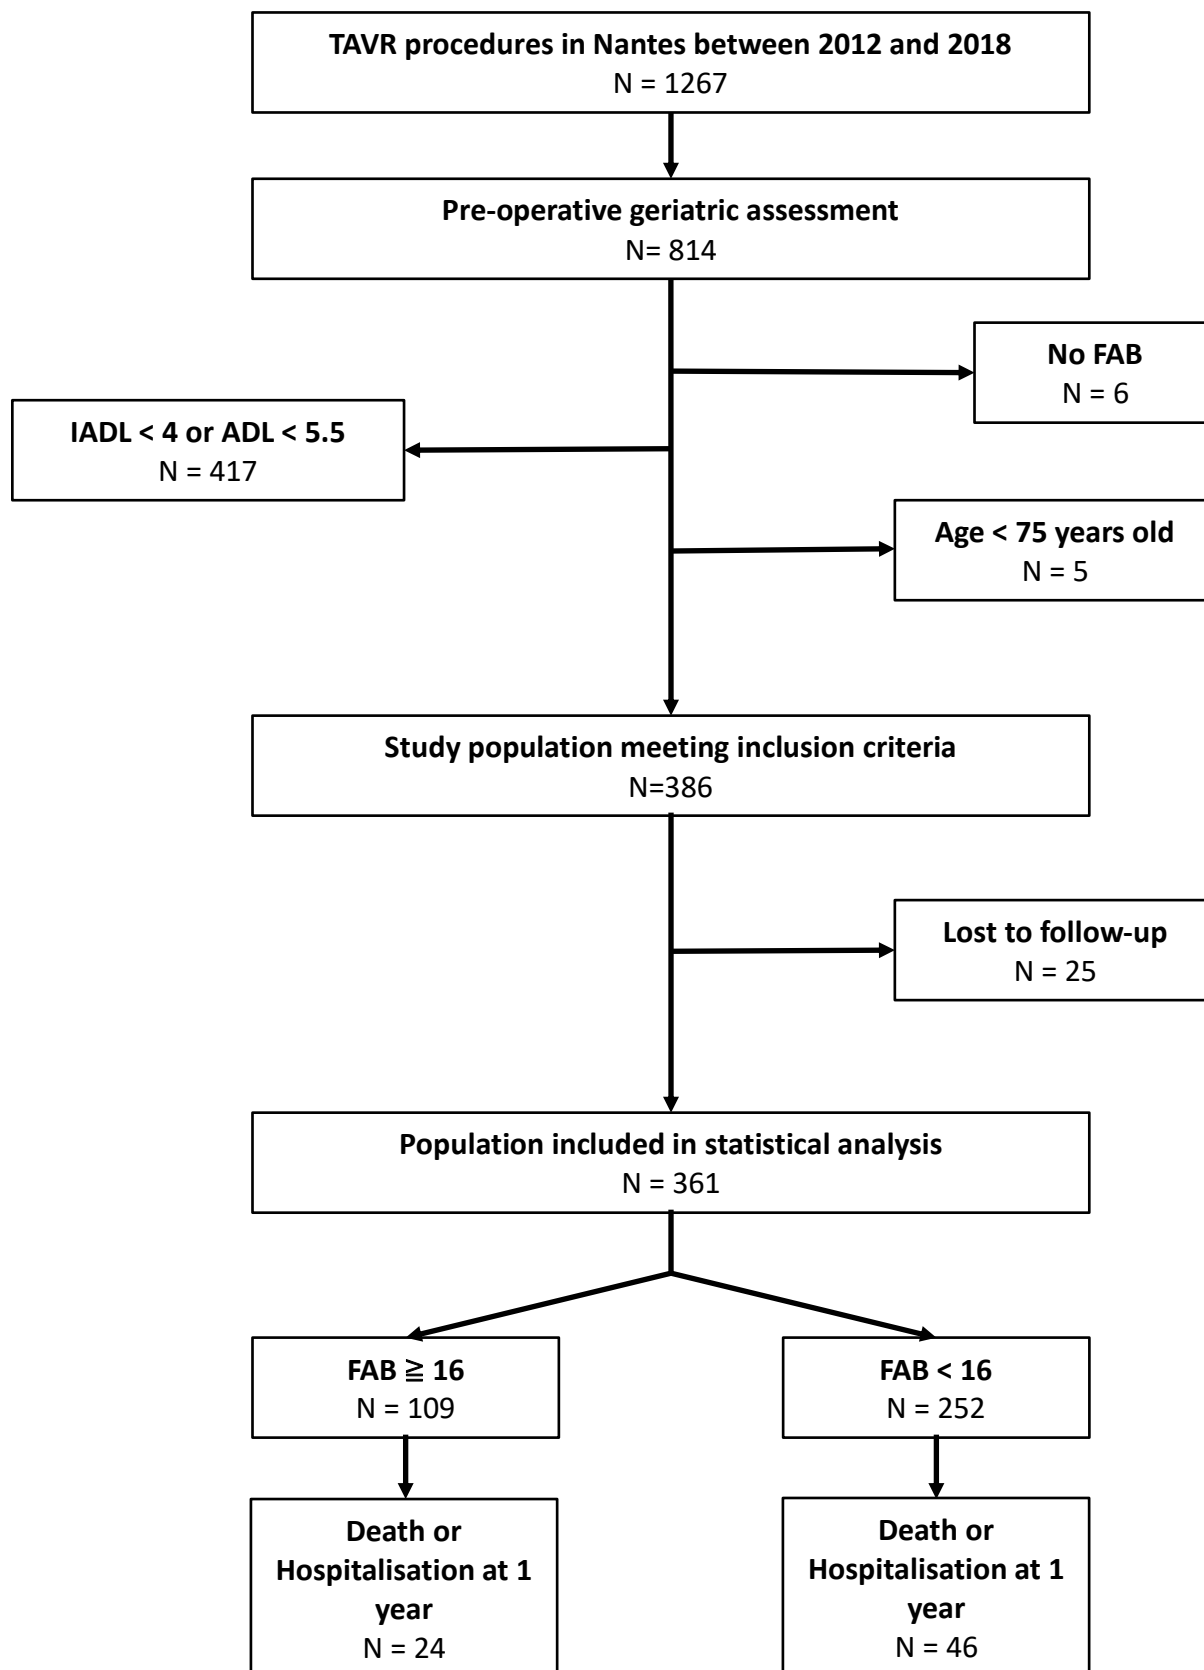 TAVR procedures in Nantes between 2012 and 2018
N = 1267
Pre-operative geriatric assessment
N= 814
No FAB
N = 6
IADL < 4 or ADL < 5.5
N = 417
Age < 75 years old
N = 5
Study population meeting inclusion criteria
N=386
Lost to follow-up
N = 25
Population included in statistical analysis
N = 361
FAB ≧ 16
N = 109
FAB < 16
N = 252
Death or
Hospitalisation at 1
year
N = 24
Death or
Hospitalisation at 1
year
N = 46